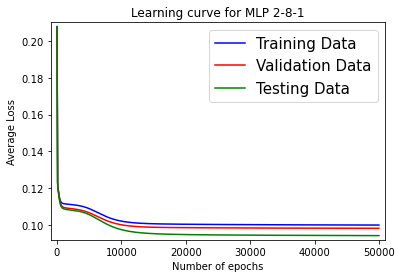 Learning curve for MLP 2-8-1
Training Data
Validation Data
Testing Data
Average Loss
0.20
0.18
0.16
0.14
0.12
0.10
0 10000 20000 30000 40000 50000
Number of epochs